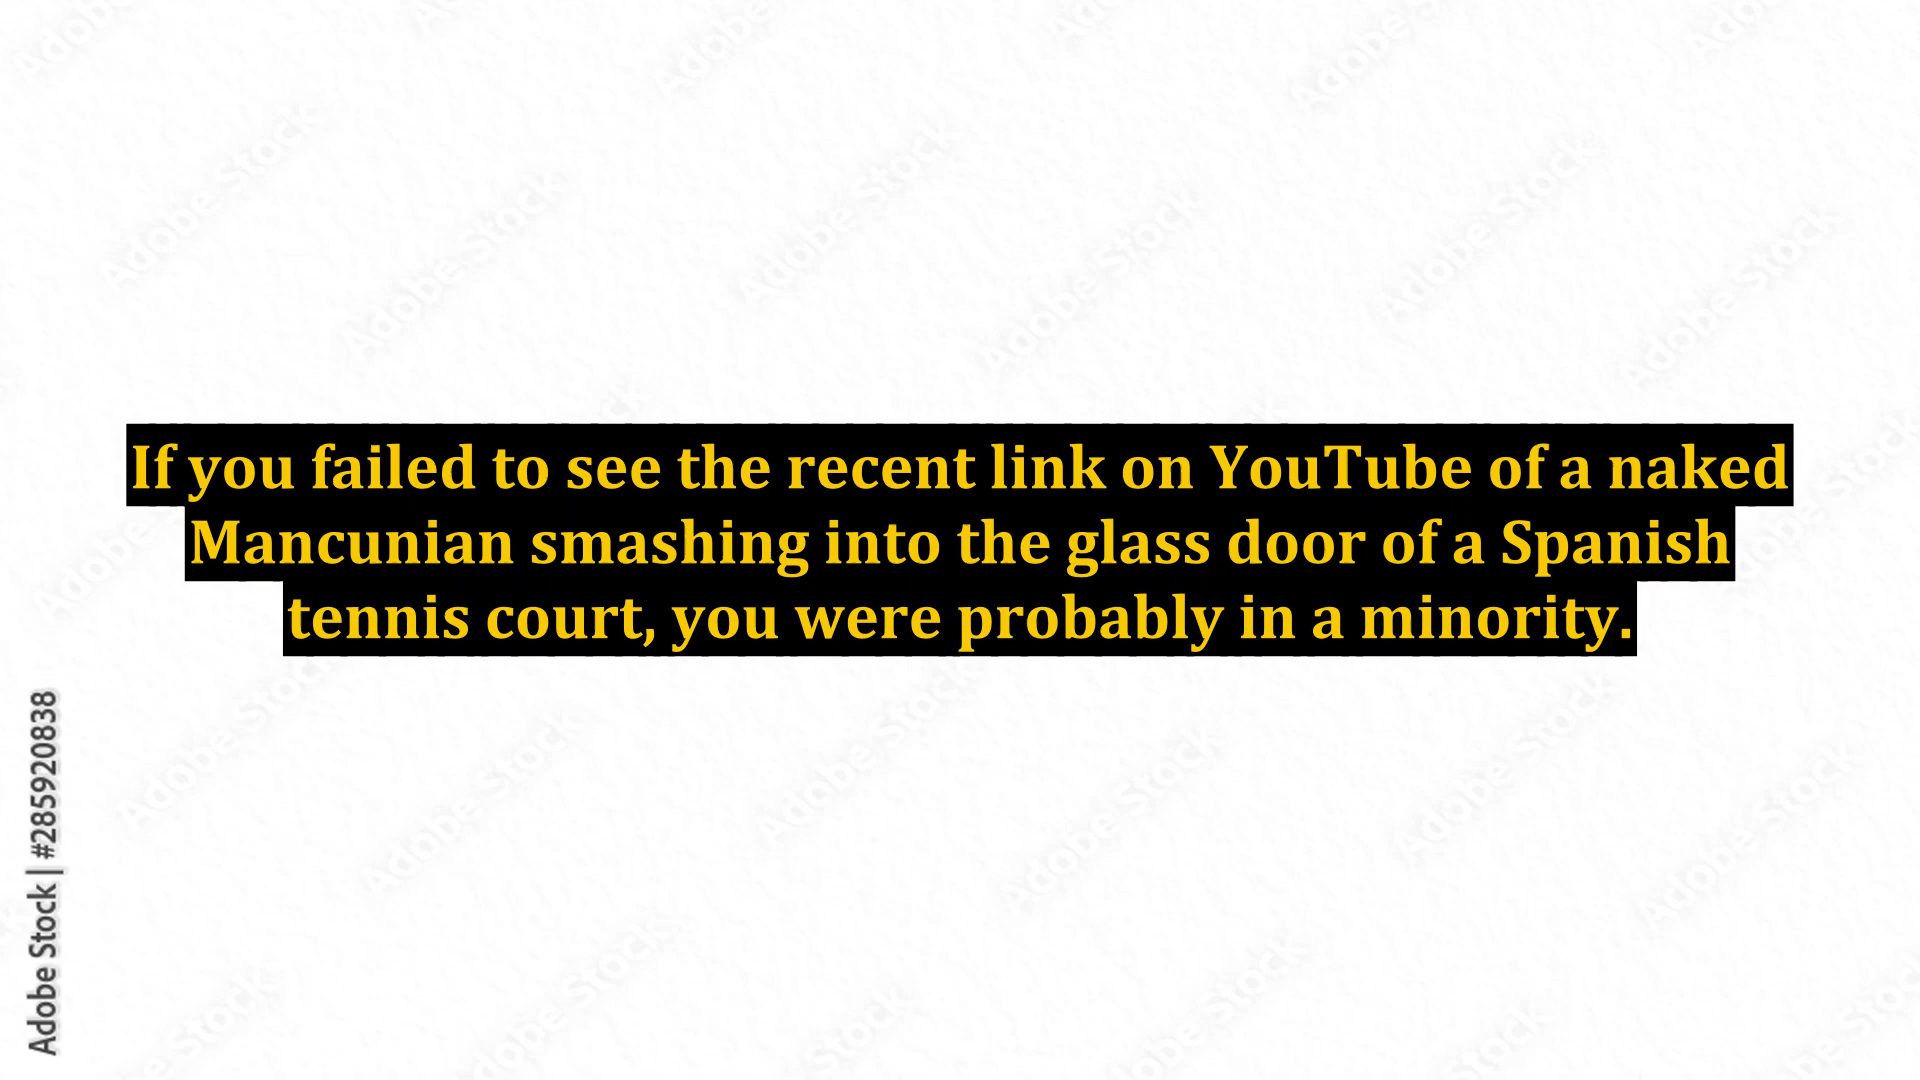 If you failed to see the recent link on YouTube of a naked
Mancunian smashing into the glass door of a Spanish
tennis court, you were probably in a minority.
Adobe Stock | #285920838